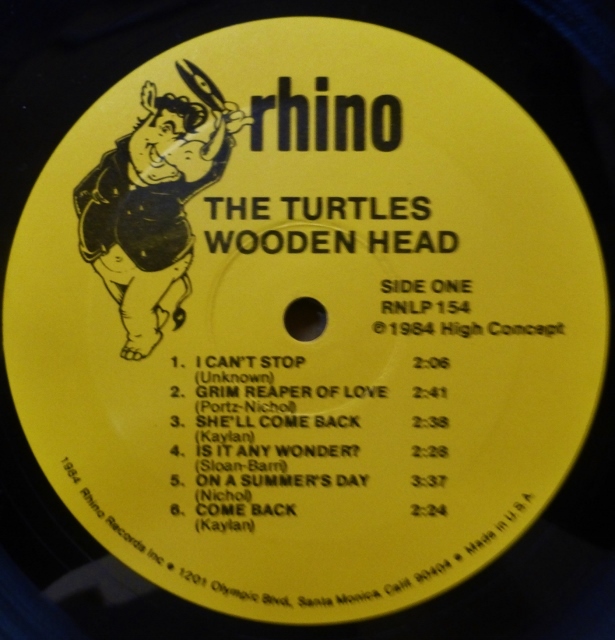 rhino
THE TURTLES
WOODEN HEAD
SIDE ONE
RNLP 154
℗1984 High Concept
1. I CAN'T STOP 2:06
(Unknown)
2. GRIM REAPER OF LOVE 2:41
(Portz-Nichol)
3. SHE'LL COME BACK 2:38
(Kaylan)
4. IS IT ANY WONDER? 2:28
(Sloan-Barri)
5. ON A SUMMER'S DAY 3:37
(Nichol)
6. COME BACK 2:24
(Kaylan)
1984 Rhino Records Inc • 1201 Olympic Blvd., Santa Monica, Calif. 90404 • Made in U.S.A.